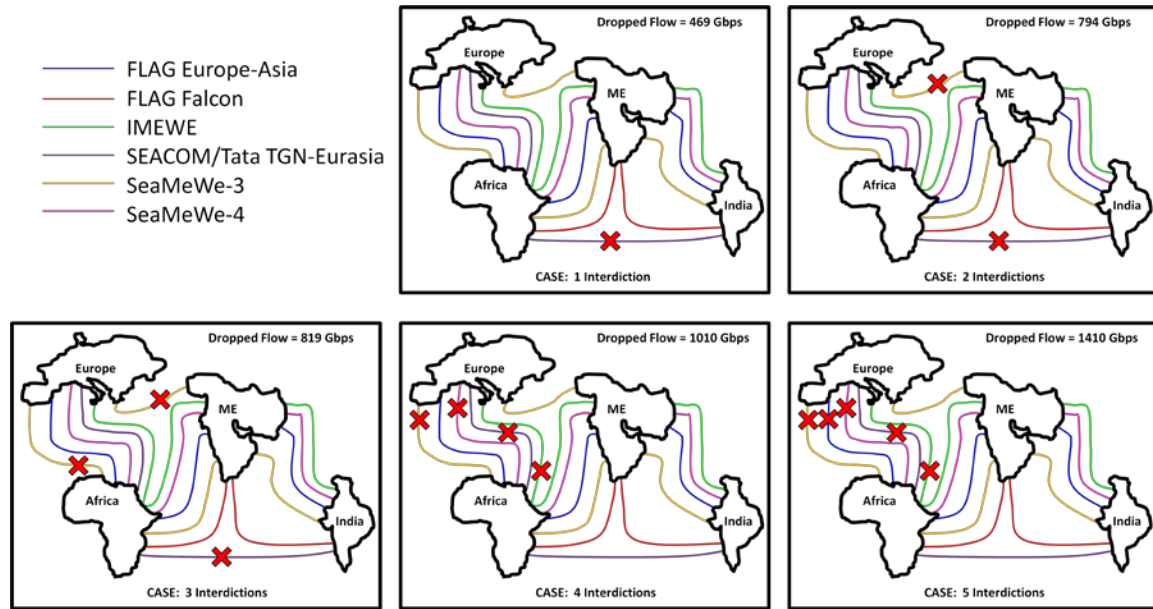 FLAG Europe-Asia
FLAG Falcon
IMEWE
SEACOM/Tata TGN-Eurasia
SeaMeWe-3
SeaMeWe-4
Dropped Flow = 469 Gbps
Europe
ME
Africa
India
CASE: 1 Interdiction
Dropped Flow = 794 Gbps
Europe
ME
Africa
India
CASE: 2 Interdictions
Dropped Flow = 819 Gbps
Europe
ME
Africa
India
CASE: 3 Interdictions
Dropped Flow = 1010 Gbps
Europe
ME
Africa
India
CASE: 4 Interdictions
Dropped Flow = 1410 Gbps
Europe
ME
Africa
India
CASE: 5 Interdictions